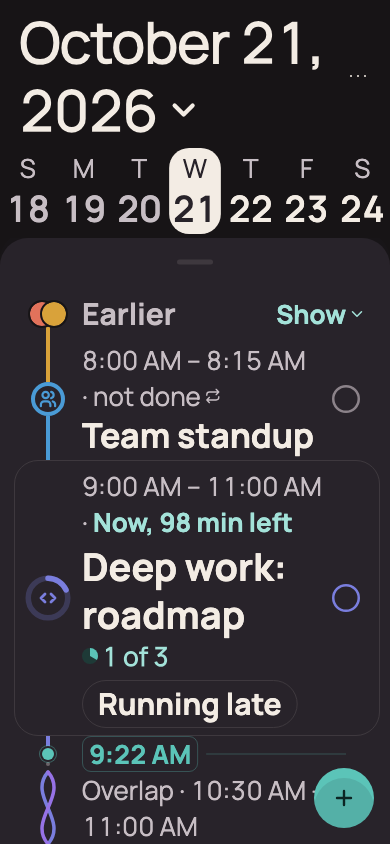 October 21,
2026
...
S M T W T F S
18 19 20 21 22 23 24
Earlier Show
8:00 AM – 8:15 AM
· not done
Team standup
9:00 AM – 11:00 AM
· Now, 98 min left
Deep work:
roadmap
1 of 3
Running late
9:22 AM
Overlap · 10:30 AM -
11:00 AM
+